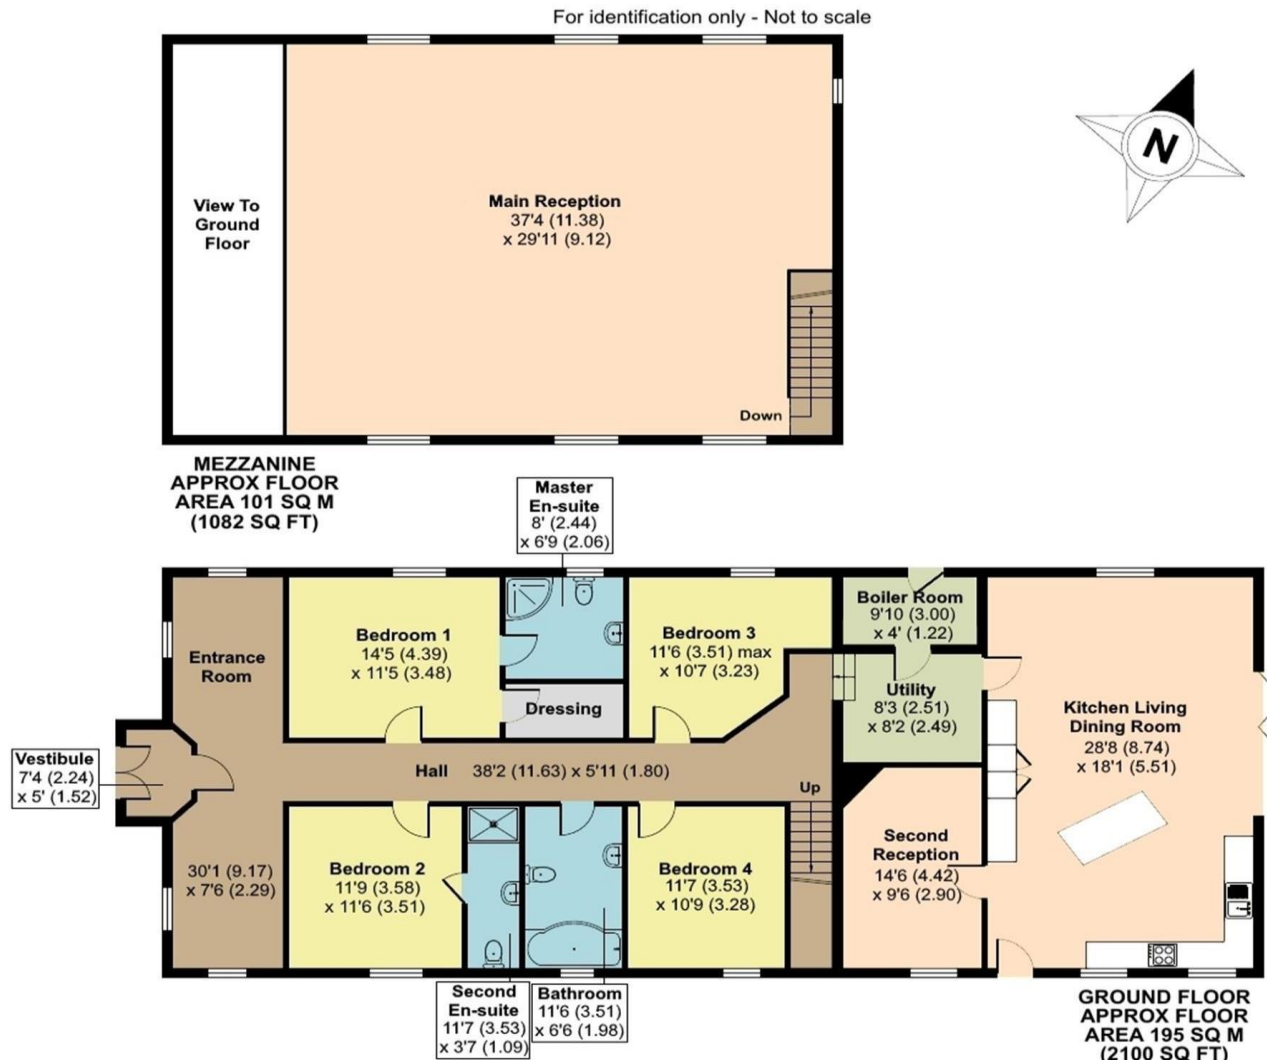 For identification only - Not to scale
View To
Ground
Floor
Main Reception
37'4 (11.38)
x 29'11 (9.12)
N
Down
MEZZANINE
APPROX FLOOR
AREA 101 SQ M
(1082 SQ FT)
Master
En-suite
8' (2.44)
x 6'9 (2.06)
Entrance
Room
Bedroom 1
14'5 (4.39)
x 11'5 (3.48)
Dressing
Bedroom 3
11'6 (3.51) max
x 10'7 (3.23)
Boiler Room
9'10 (3.00)
x 4' (1.22)
Utility
8'3 (2.51)
x 8'2 (2.49)
Kitchen Living
Dining Room
28'8 (8.74)
x 18'1 (5.51)
Vestibule
7'4 (2.24)
x 5' (1.52)
Hall 38'2 (11.63) x 5'11 (1.80)
Up
30'1 (9.17)
x 7'6 (2.29)
Bedroom 2
11'9 (3.58)
x 11'6 (3.51)
Bedroom 4
11'7 (3.53)
x 10'9 (3.28)
Second
Reception
14'6 (4.42)
x 9'6 (2.90)
Second
En-suite
11'7 (3.53)
x 3'7 (1.09)
Bathroom
11'6 (3.51)
x 6'6 (1.98)
GROUND FLOOR
APPROX FLOOR
AREA 195 SQ M
(2100 SQ FT)